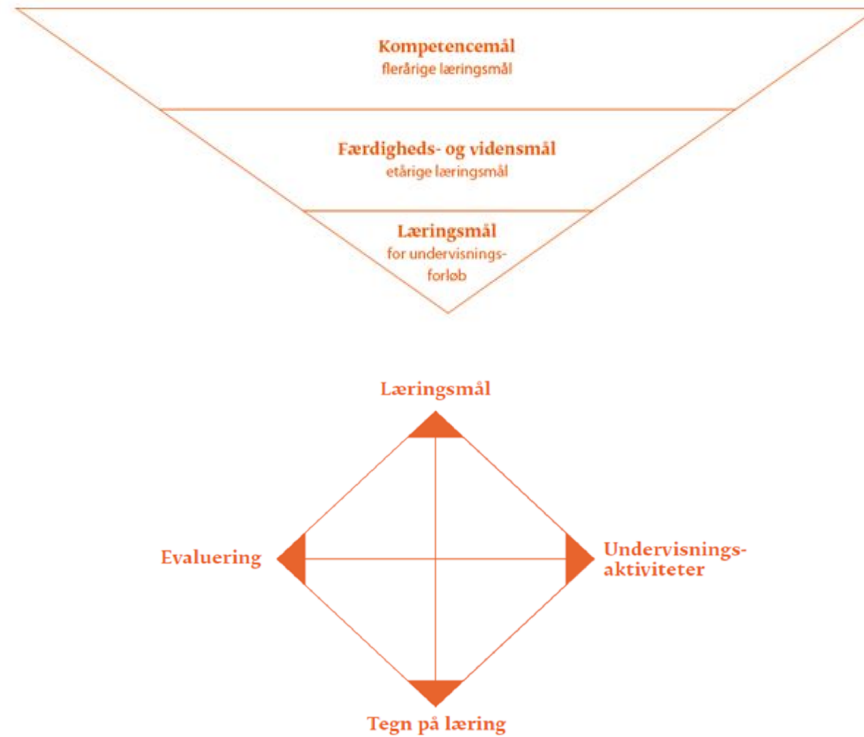 Kompetencemål
flerårige læringsmål
Færdigheds- og vidensmål
etårige læringsmål
Læringsmål
for undervisnings-
forløb
Læringsmål
Evaluering
Undervisnings-
aktiviteter
Tegn på læring